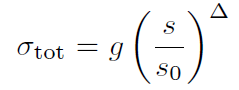 σ_tot = g (s/s_0)^Δ